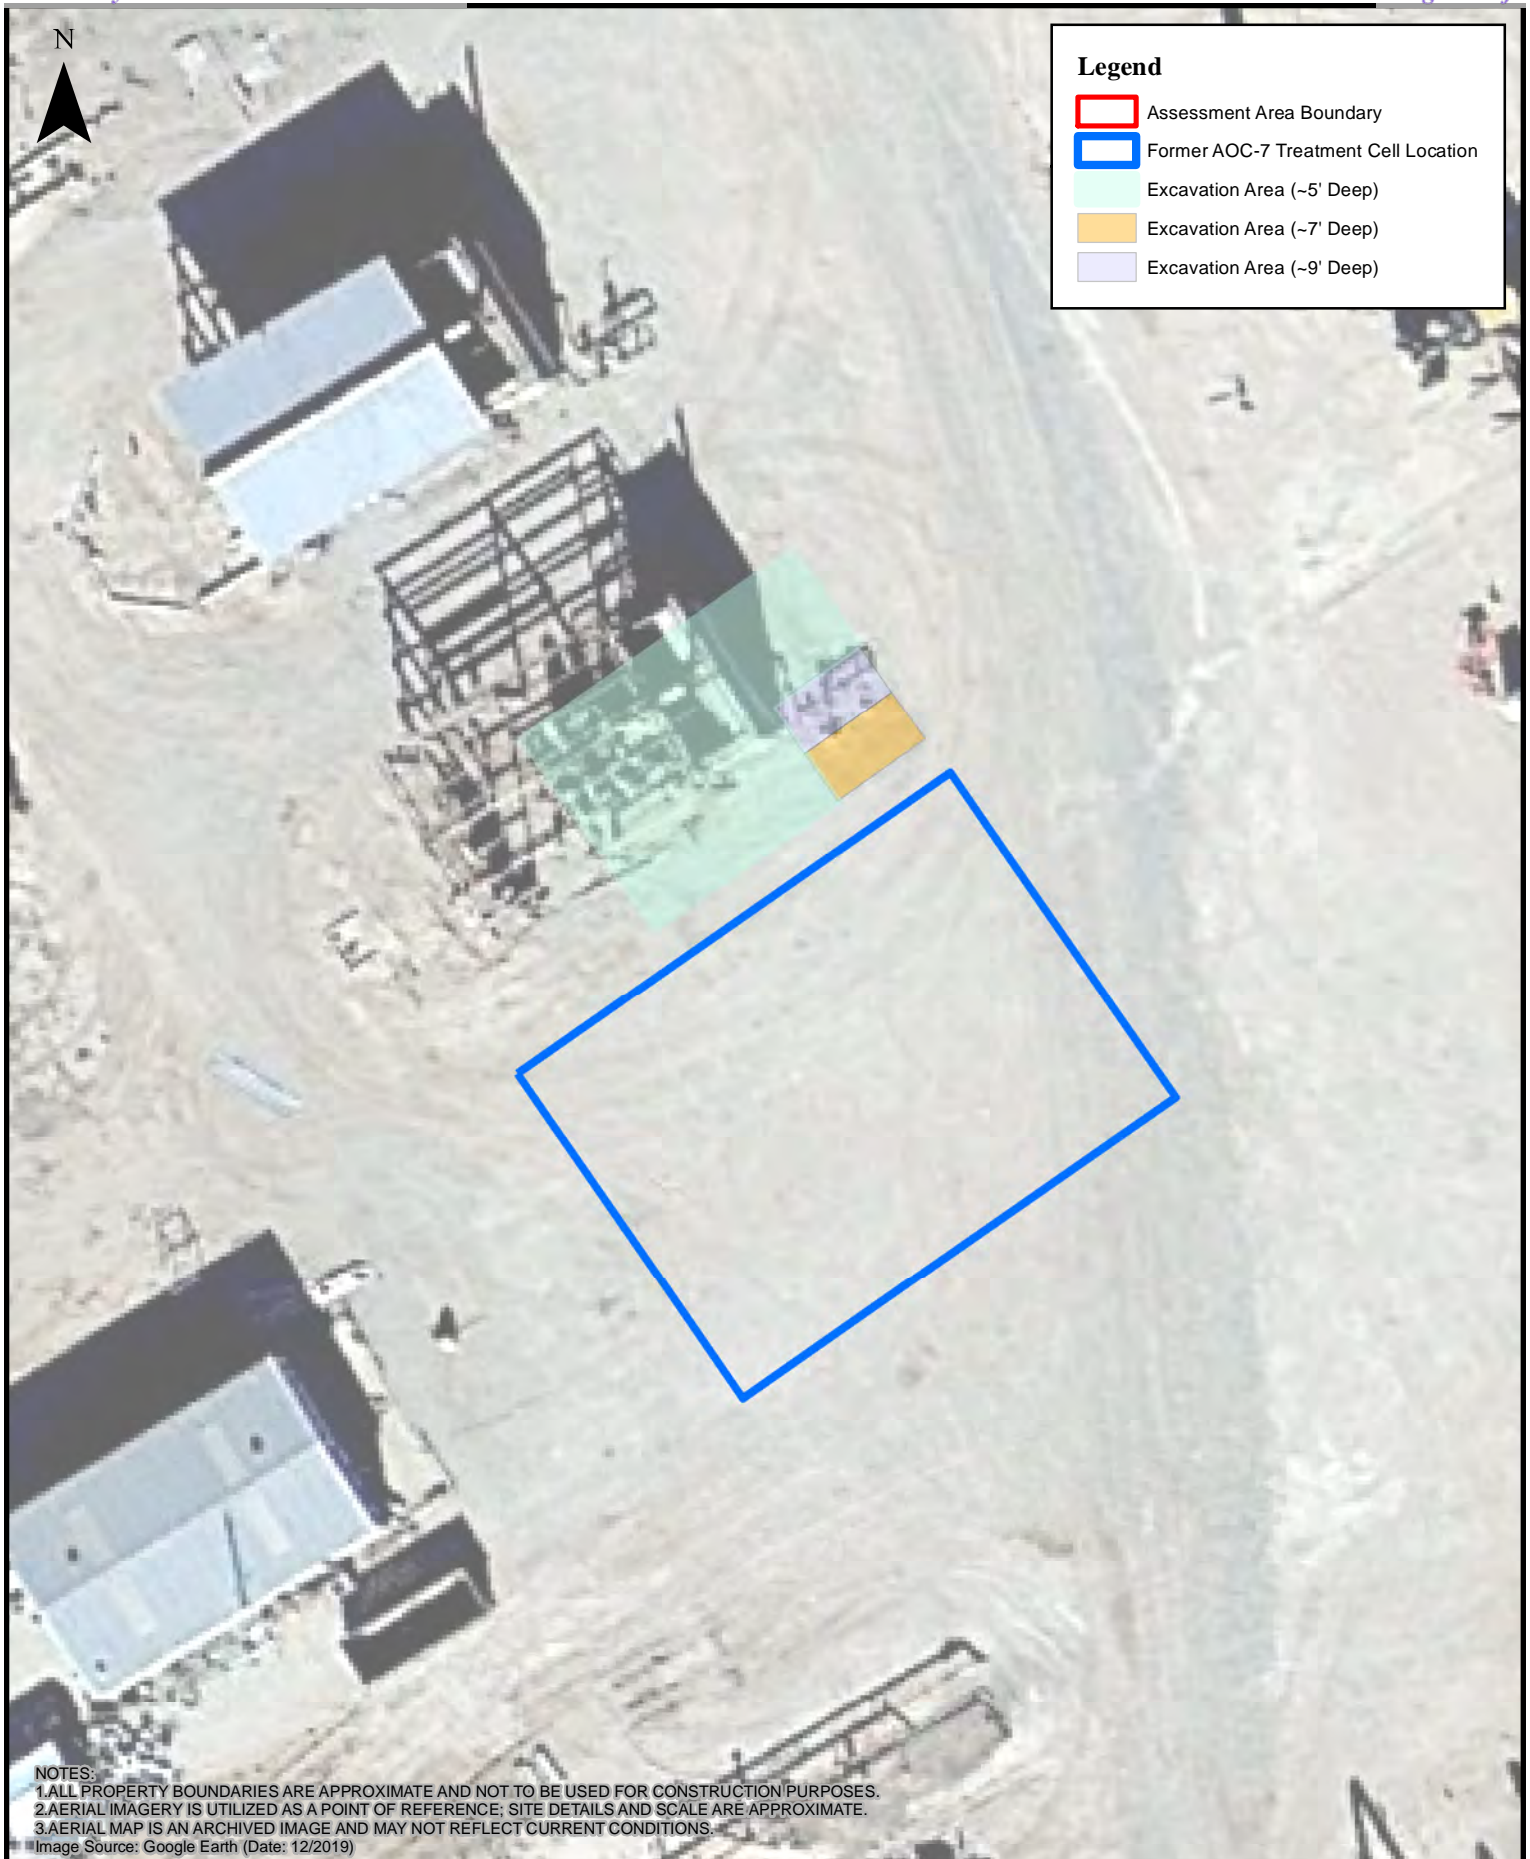 N
Legend
Assessment Area Boundary
Former AOC-7 Treatment Cell Location
Excavation Area (~5' Deep)
Excavation Area (~7' Deep)
Excavation Area (~9' Deep)
NOTES:
1.ALL PROPERTY BOUNDARIES ARE APPROXIMATE AND NOT TO BE USED FOR CONSTRUCTION PURPOSES.
2.AERIAL IMAGERY IS UTILIZED AS A POINT OF REFERENCE; SITE DETAILS AND SCALE ARE APPROXIMATE.
3.AERIAL MAP IS AN ARCHIVED IMAGE AND MAY NOT REFLECT CURRENT CONDITIONS.
Image Source: Google Earth (Date: 12/2019)